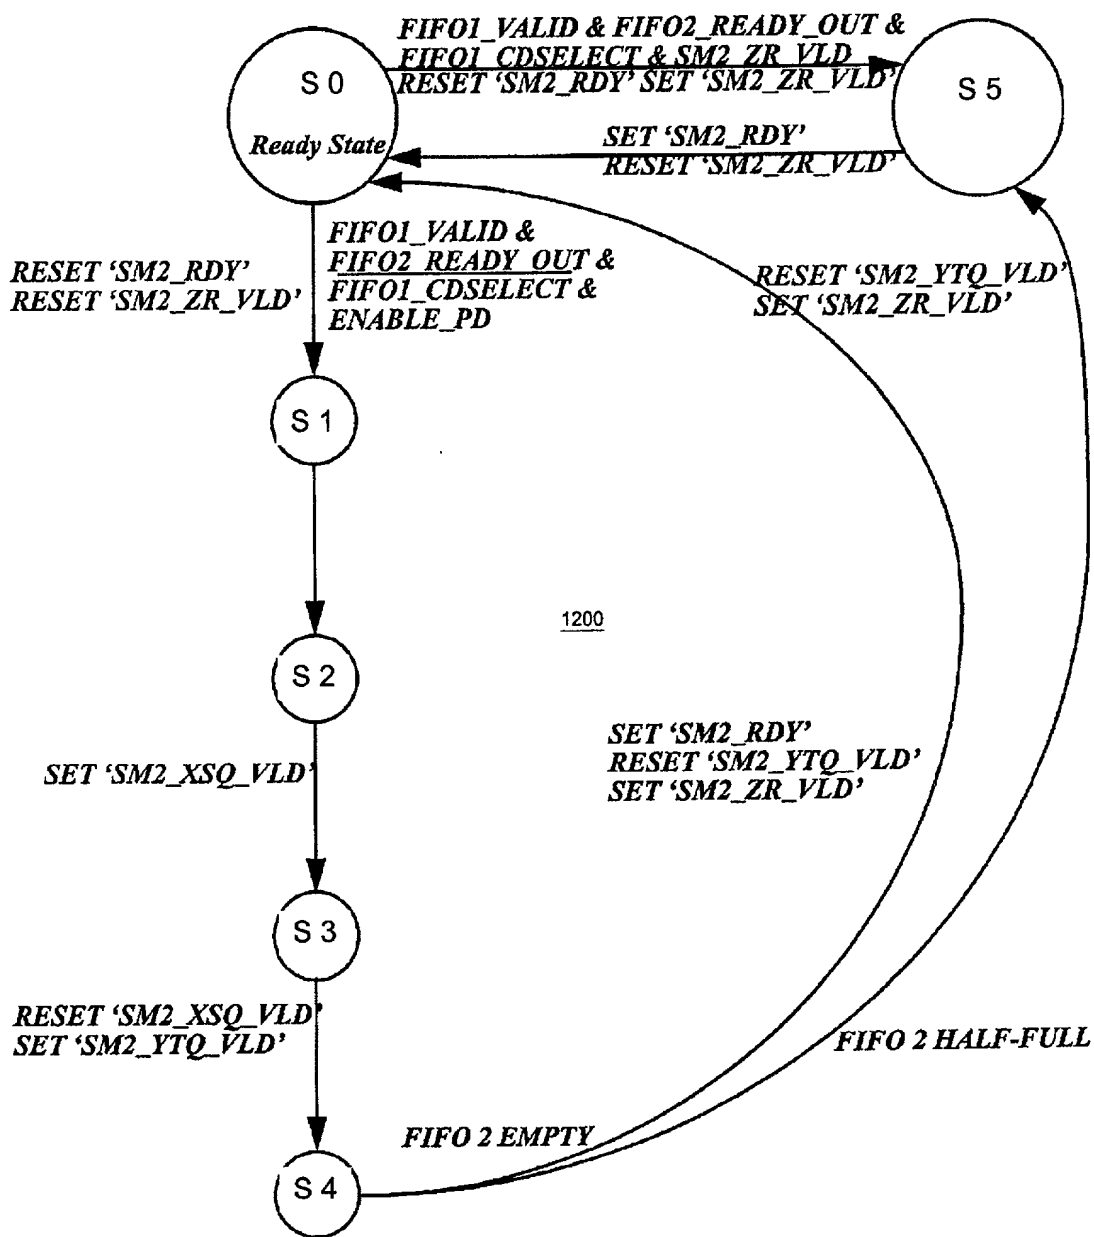 FIFO1_VALID & FIFO2_READY_OUT &
FIFO1_CDSELECT & SM2_ZR_VLD
RESET ‘SM2_RDY’ SET ‘SM2_ZR_VLD’
S 0
Ready State
S 5
SET ‘SM2_RDY’
RESET ‘SM2_ZR_VLD’
RESET ‘SM2_RDY’
RESET ‘SM2_ZR_VLD’
FIFO1_VALID &
FIFO2_READY_OUT &
FIFO1_CDSELECT &
ENABLE_PD
RESET ‘SM2_YTQ_VLD’
SET ‘SM2_ZR_VLD’
S 1
1200
S 2
SET ‘SM2_XSQ_VLD’
SET ‘SM2_RDY’
RESET ‘SM2_YTQ_VLD’
SET ‘SM2_ZR_VLD’
S 3
RESET ‘SM2_XSQ_VLD’
SET ‘SM2_YTQ_VLD’
FIFO 2 HALF-FULL
FIFO 2 EMPTY
S 4